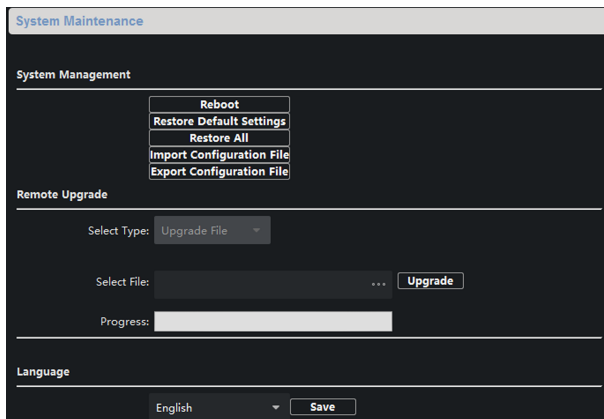 System Maintenance
System Management
Reboot
Restore Default Settings
Restore All
Import Configuration File
Export Configuration File
Remote Upgrade
Select Type: Upgrade File
Select File: ... Upgrade
Progress:
Language
English Save